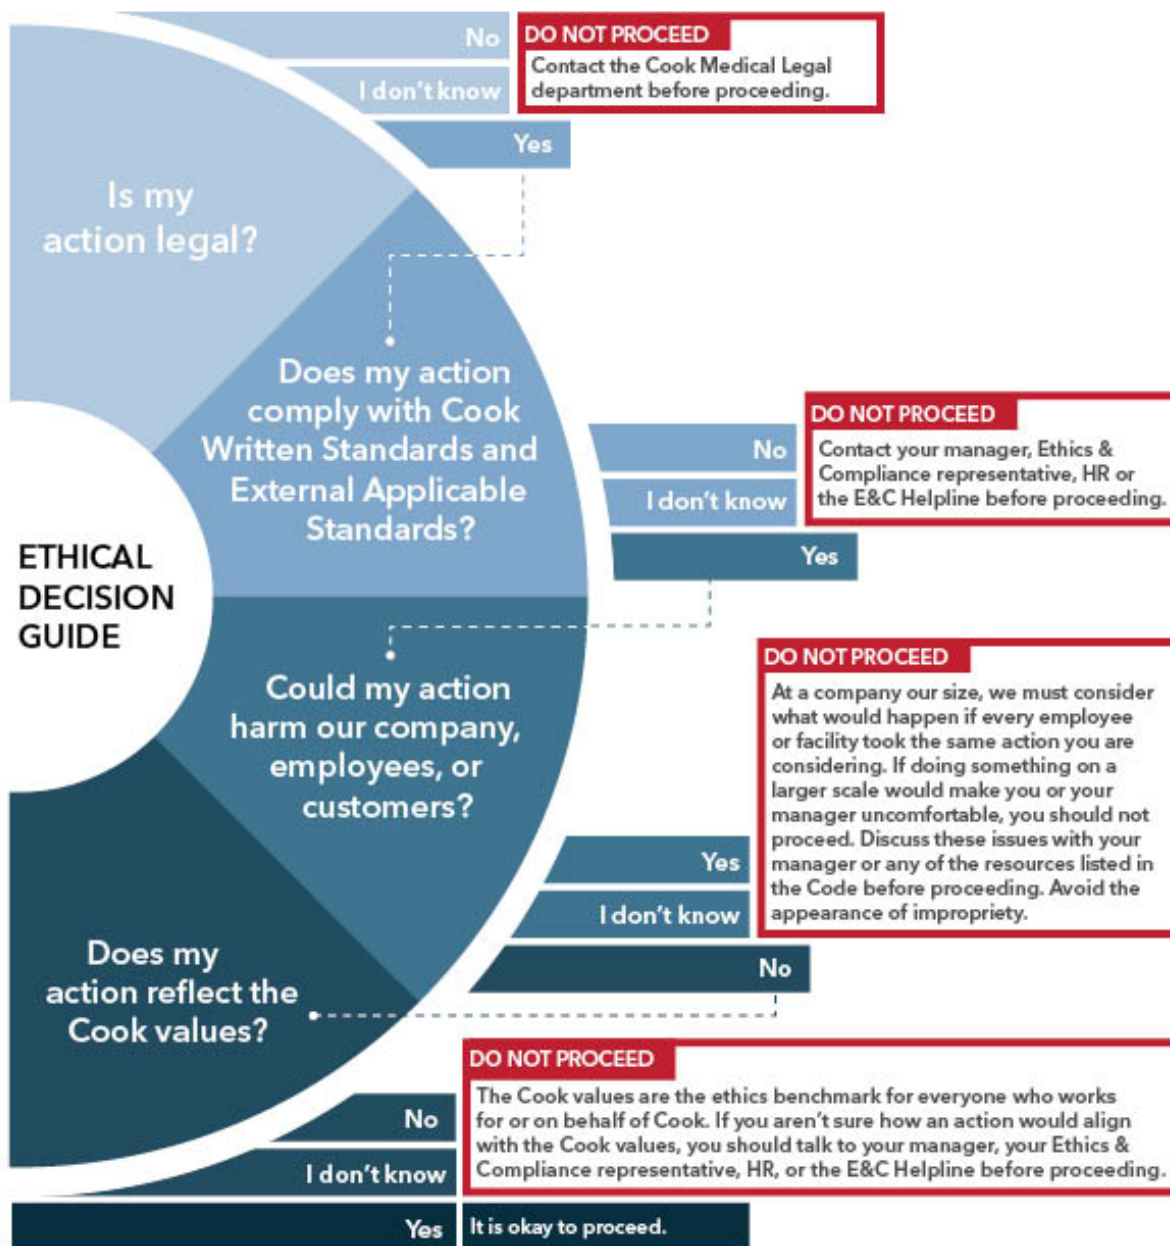 No
I don't know
Yes
DO NOT PROCEED
Contact the Cook Medical Legal
department before proceeding.
Is my
action legal?
Does my action
comply with Cook
Written Standards and
External Applicable
Standards?
No
I don't know
Yes
DO NOT PROCEED
Contact your manager, Ethics &
Compliance representative, HR or
the E&C Helpline before proceeding.
ETHICAL
DECISION
GUIDE
Could my action
harm our company,
employees, or
customers?
Yes
I don't know
No
DO NOT PROCEED
At a company our size, we must consider
what would happen if every employee
or facility took the same action you are
considering. If doing something on a
larger scale would make you or your
manager uncomfortable, you should not
proceed. Discuss these issues with your
manager or any of the resources listed in
the Code before proceeding. Avoid the
appearance of impropriety.
Does my
action reflect the
Cook values?
No
I don't know
DO NOT PROCEED
The Cook values are the ethics benchmark for everyone who works
for or on behalf of Cook. If you aren't sure how an action would align
with the Cook values, you should talk to your manager, your Ethics &
Compliance representative, HR, or the E&C Helpline before proceeding.
Yes
It is okay to proceed.